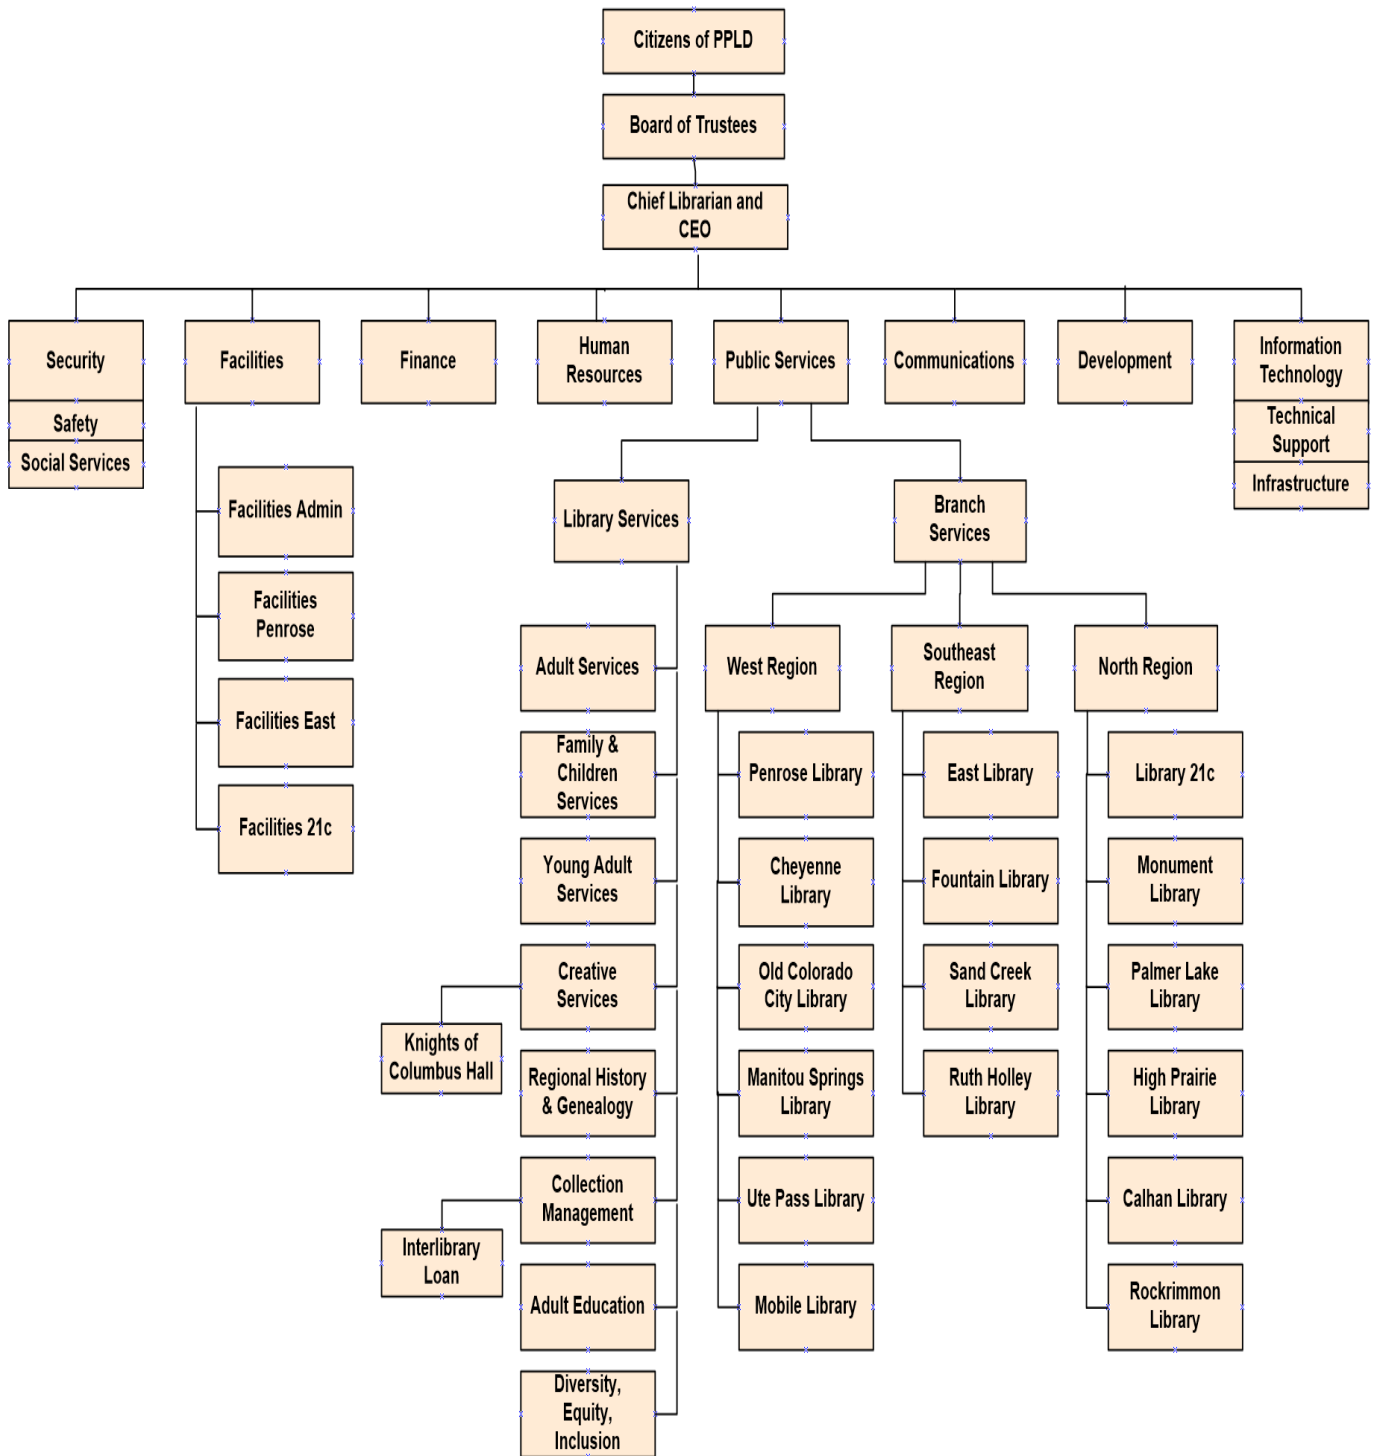 Citizens of PPLD
Board of Trustees
Chief Librarian and
CEO
Security
Safety
Social Services
Facilities
Finance
Human
Resources
Public Services
Communications
Development
Information
Technology
Technical
Support
Infrastructure
Facilities Admin
Facilities
Penrose
Facilities East
Facilities 21c
Library Services
Branch
Services
Adult Services
Family &
Children
Services
Young Adult
Services
Creative
Services
Knights of
Columbus Hall
Regional History
& Genealogy
Collection
Management
Interlibrary
Loan
Adult Education
Diversity,
Equity,
Inclusion
West Region
Penrose Library
Cheyenne
Library
Old Colorado
City Library
Manitou Springs
Library
Ute Pass Library
Mobile Library
Southeast
Region
East Library
Fountain Library
Sand Creek
Library
Ruth Holley
Library
North Region
Library 21c
Monument
Library
Palmer Lake
Library
High Prairie
Library
Calhan Library
Rockrimmon
Library